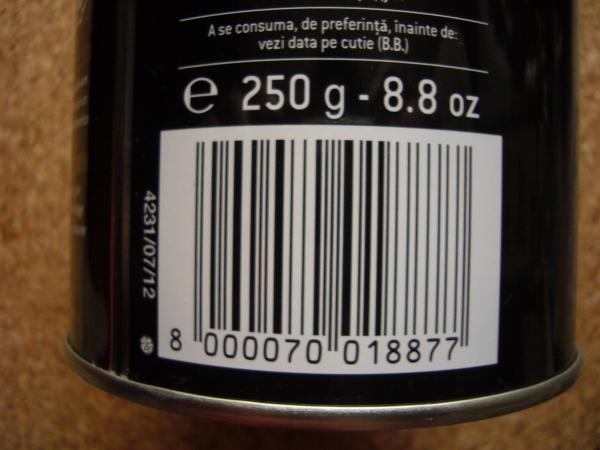 A se consuma, de preferință, înainte de:
vezi data pe cutie (B.B.)
℮ 250 g - 8.8 oz
4231/07/12
8 000070 018877